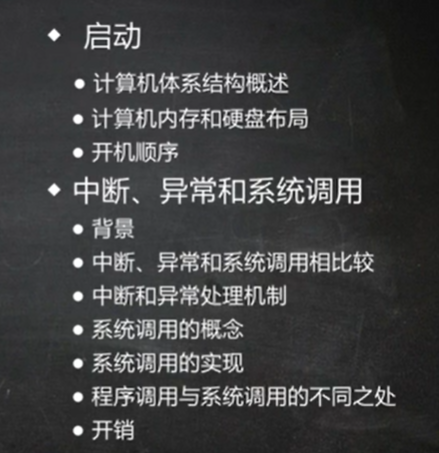 启动
计算机体系结构概述
计算机内存和硬盘布局
开机顺序
中断、异常和系统调用
背景
中断、异常和系统调用相比较
中断和异常处理机制
系统调用的概念
系统调用的实现
程序调用与系统调用的不同之处
开销